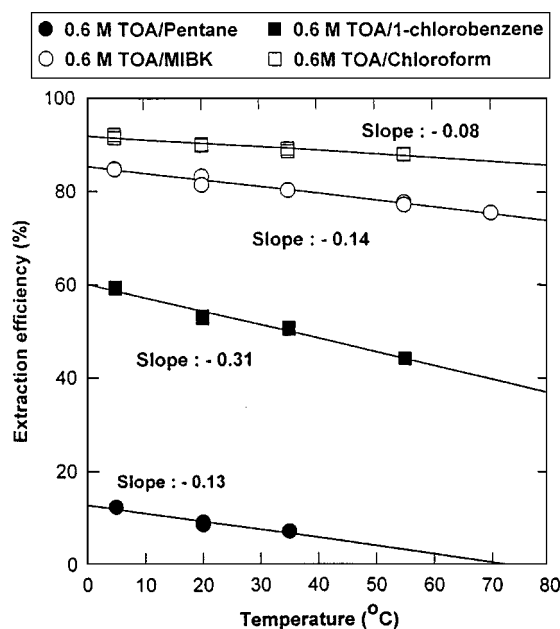 0.6 M TOA/Pentane 0.6 M TOA/1-chlorobenzene
0.6 M TOA/MIBK 0.6M TOA/Chloroform
100
Slope : - 0.08
80
Slope : - 0.14
60
Slope : - 0.31
40
20
Slope : - 0.13
0
Extraction efficiency (%)
0 10 20 30 40 50 60 70 80
Temperature (°C)